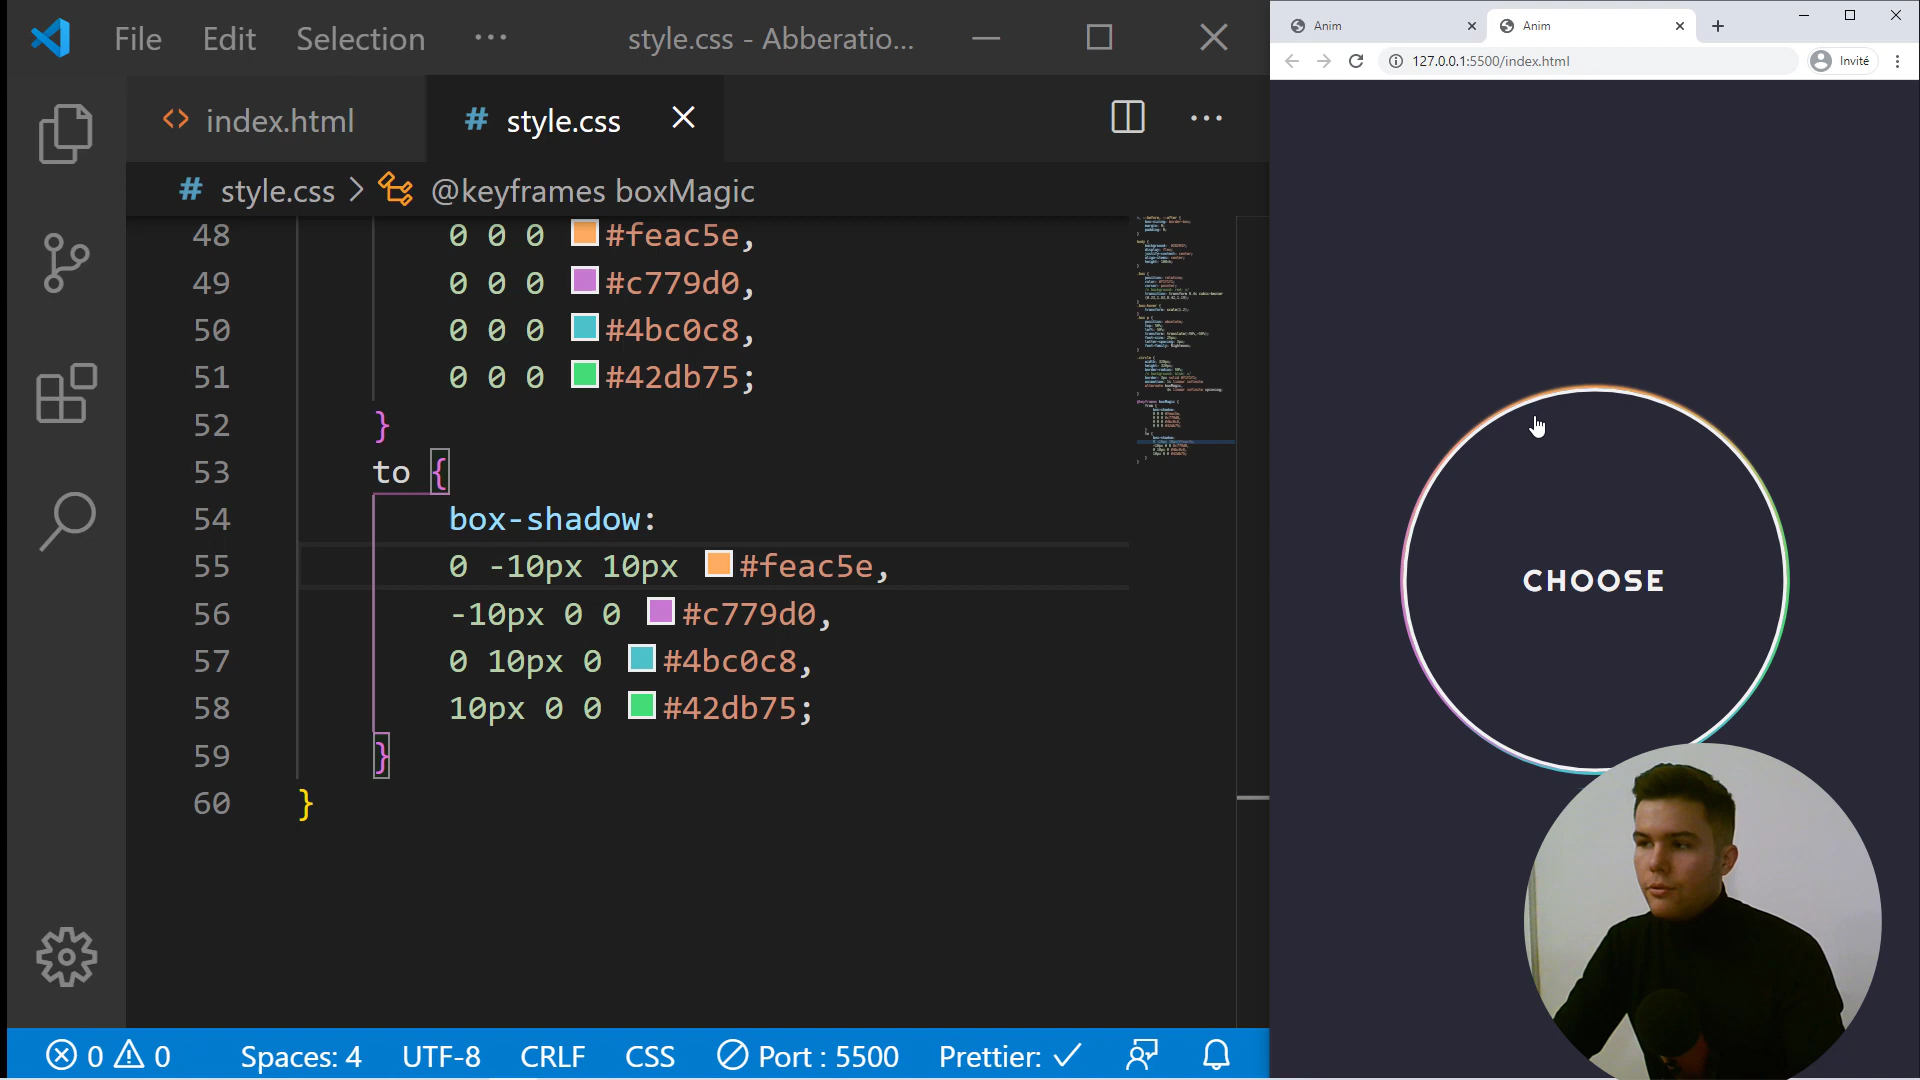 File Edit Selection ··· style.css - Abberatio...
index.html # style.css
# style.css > @keyframes boxMagic
48 0 0 0 #feac5e,
49 0 0 0 #c779d0,
50 0 0 0 #4bc0c8,
51 0 0 0 #42db75;
52 }
53 to {
54 box-shadow:
55 0 -10px 10px #feac5e,
56 -10px 0 0 #c779d0,
57 0 10px 0 #4bc0c8,
58 10px 0 0 #42db75;
59 }
60 }
0 0 Spaces: 4 UTF-8 CRLF CSS Port : 5500 Prettier: ✓
Anim Anim
127.0.0.1:5500/index.html Invité
CHOOSE